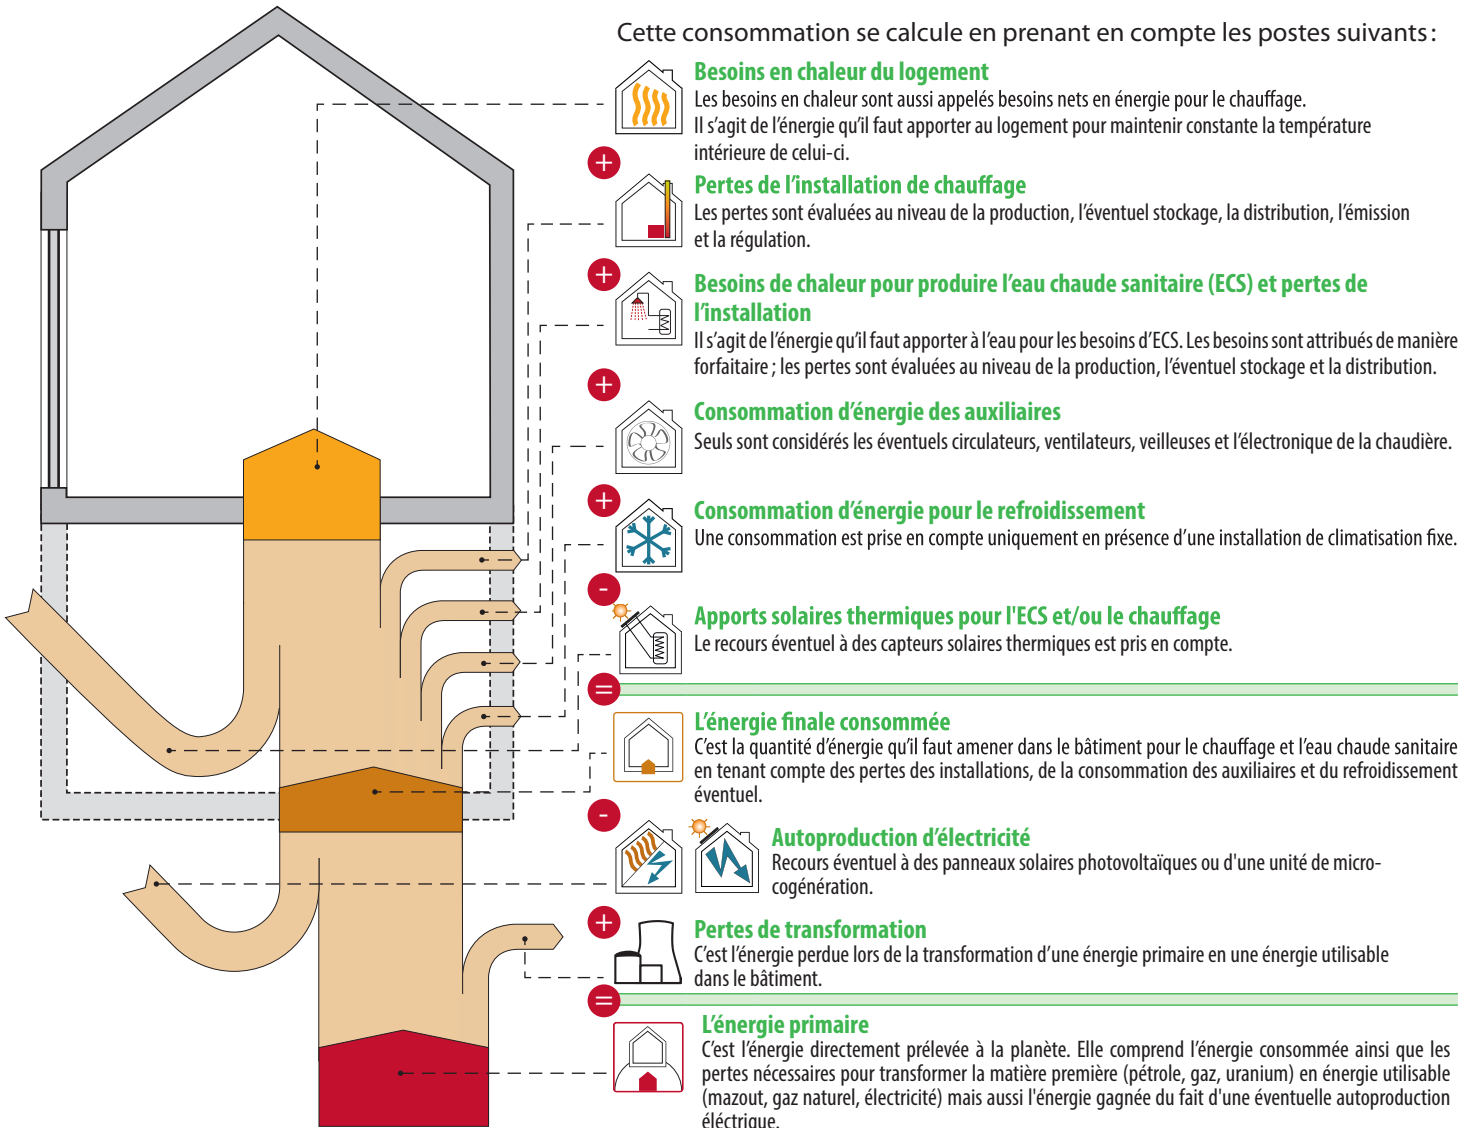 Cette consommation se calcule en prenant en compte les postes suivants :
Besoins en chaleur du logement
Les besoins en chaleur sont aussi appelés besoins nets en énergie pour le chauffage.
Il s’agit de l’énergie qu’il faut apporter au logement pour maintenir constante la température
intérieure de celui-ci.
+
Pertes de l’installation de chauffage
Les pertes sont évaluées au niveau de la production, l’éventuel stockage, la distribution, l’émission
et la régulation.
+
Besoins de chaleur pour produire l’eau chaude sanitaire (ECS) et pertes de
l’installation
Il s’agit de l’énergie qu’il faut apporter à l’eau pour les besoins d’ECS. Les besoins sont attribués de manière
forfaitaire ; les pertes sont évaluées au niveau de la production, l’éventuel stockage et la distribution.
+
Consommation d’énergie des auxiliaires
Seuls sont considérés les éventuels circulateurs, ventilateurs, veilleuses et l’électronique de la chaudière.
+
Consommation d’énergie pour le refroidissement
Une consommation est prise en compte uniquement en présence d’une installation de climatisation fixe.
-
Apports solaires thermiques pour l'ECS et/ou le chauffage
Le recours éventuel à des capteurs solaires thermiques est pris en compte.
=
L’énergie finale consommée
C’est la quantité d’énergie qu’il faut amener dans le bâtiment pour le chauffage et l’eau chaude sanitaire
en tenant compte des pertes des installations, de la consommation des auxiliaires et du refroidissement
éventuel.
-
Autoproduction d’électricité
Recours éventuel à des panneaux solaires photovoltaïques ou d'une unité de micro-
cogénération.
+
Pertes de transformation
C’est l’énergie perdue lors de la transformation d’une énergie primaire en une énergie utilisable
dans le bâtiment.
=
L’énergie primaire
C’est l’énergie directement prélevée à la planète. Elle comprend l’énergie consommée ainsi que les
pertes nécessaires pour transformer la matière première (pétrole, gaz, uranium) en énergie utilisable
(mazout, gaz naturel, électricité) mais aussi l'énergie gagnée du fait d'une éventuelle autoproduction
éléctrique.